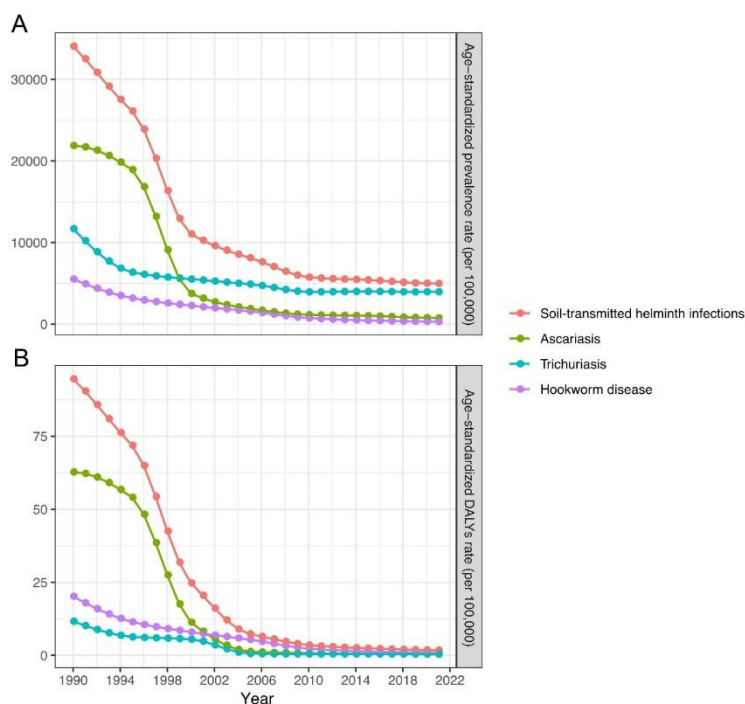 A
30000
20000
10000
0
Age-standardized prevalence rate (per 100,000)
B
75
50
25
0
Age-standardized DALYs rate (per 100,000)
1990 1994 1998 2002 2006 2010 2014 2018 2022
Year
Soil-transmitted helminth infections
Ascariasis
Trichuriasis
Hookworm disease